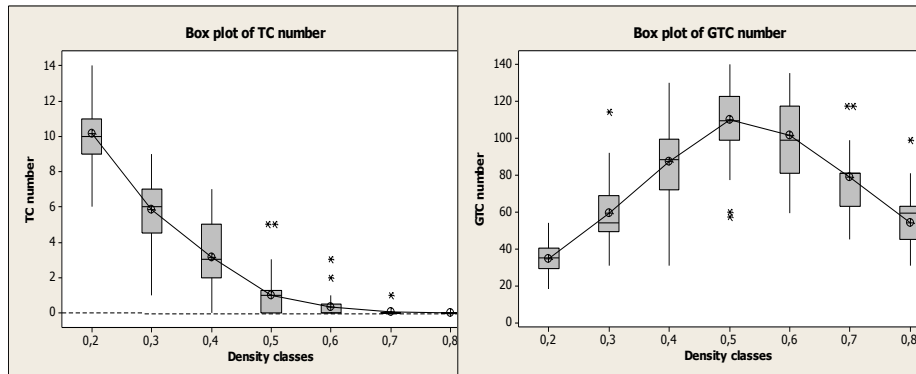 Box plot of TC number
14
12
10
8
6
4
2
0
TC number
0,2 0,3 0,4 0,5 0,6 0,7 0,8
Density classes
Box plot of GTC number
140
120
100
80
60
40
20
0
GTC number
0,2 0,3 0,4 0,5 0,6 0,7 0,8
Density classes